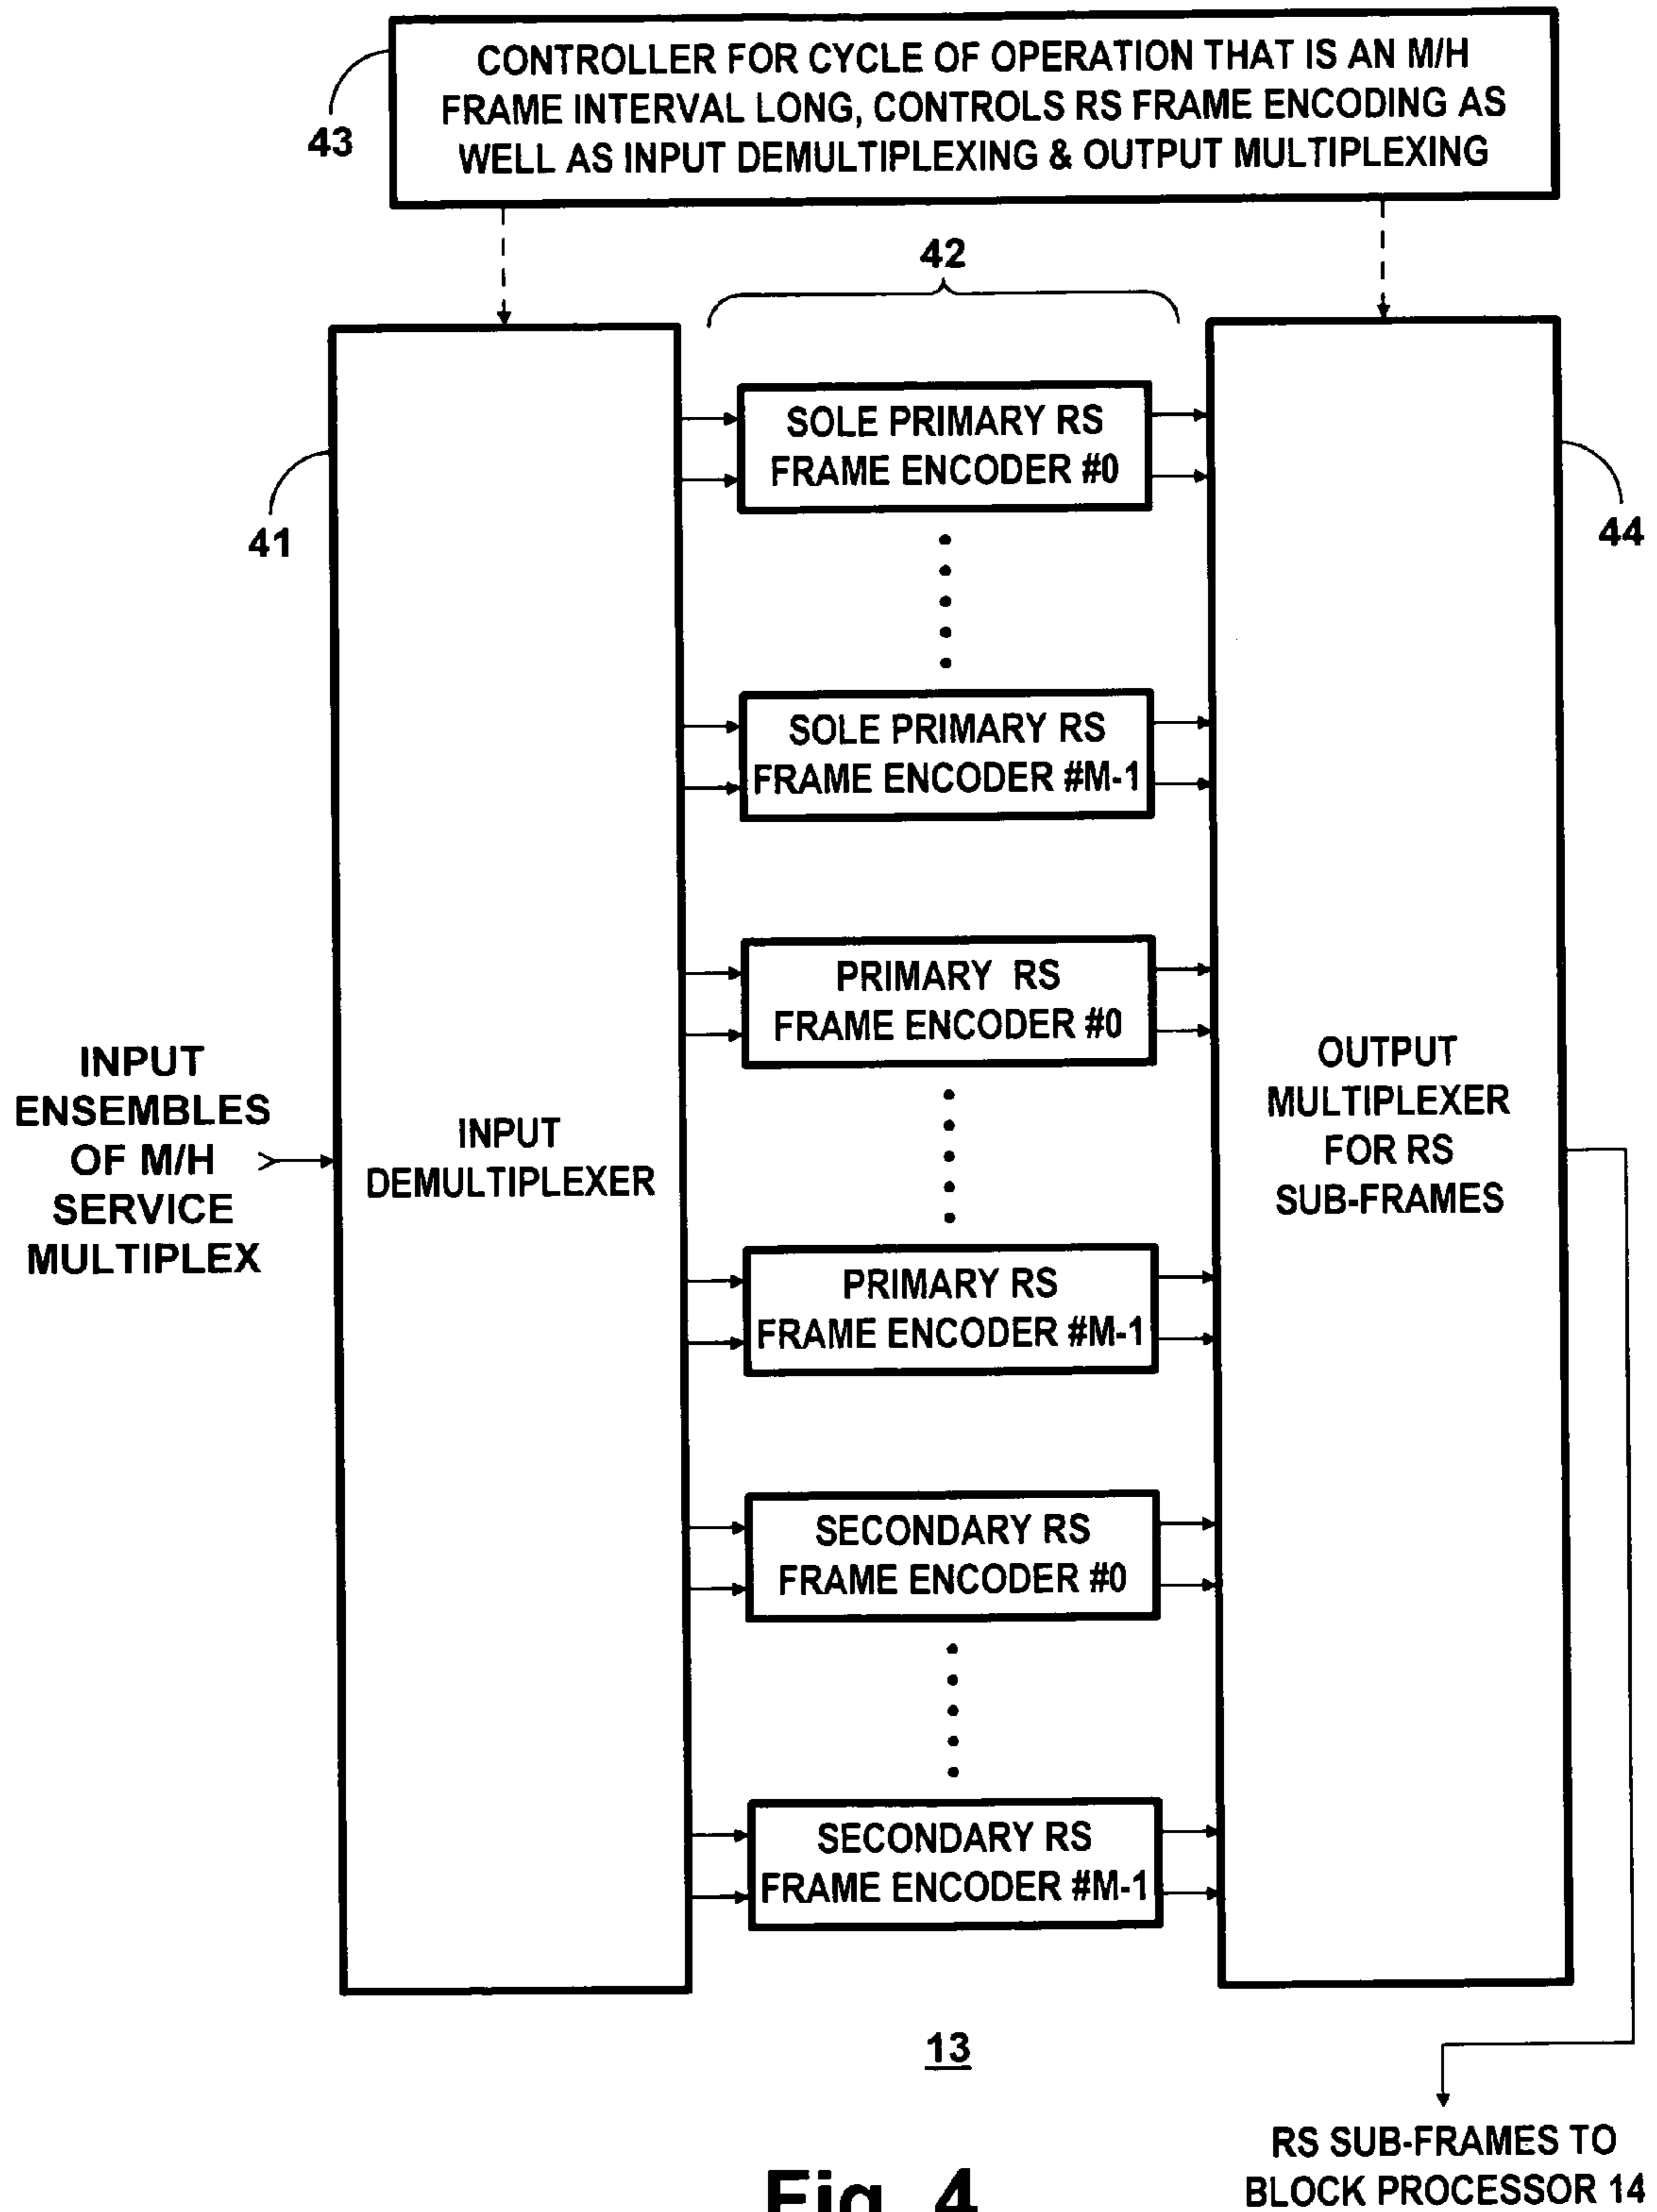 CONTROLLER FOR CYCLE OF OPERATION THAT IS AN M/H
FRAME INTERVAL LONG, CONTROLS RS FRAME ENCODING AS
WELL AS INPUT DEMULTIPLEXING & OUTPUT MULTIPLEXING
43
42
SOLE PRIMARY RS
FRAME ENCODER #0
41
44
SOLE PRIMARY RS
FRAME ENCODER #M-1
PRIMARY RS
FRAME ENCODER #0
INPUT
ENSEMBLES
OF M/H
SERVICE
MULTIPLEX
INPUT
DEMULTIPLEXER
OUTPUT
MULTIPLEXER
FOR RS
SUB-FRAMES
PRIMARY RS
FRAME ENCODER #M-1
SECONDARY RS
FRAME ENCODER #0
SECONDARY RS
FRAME ENCODER #M-1
13
RS SUB-FRAMES TO
BLOCK PROCESSOR 14
Fig. 4